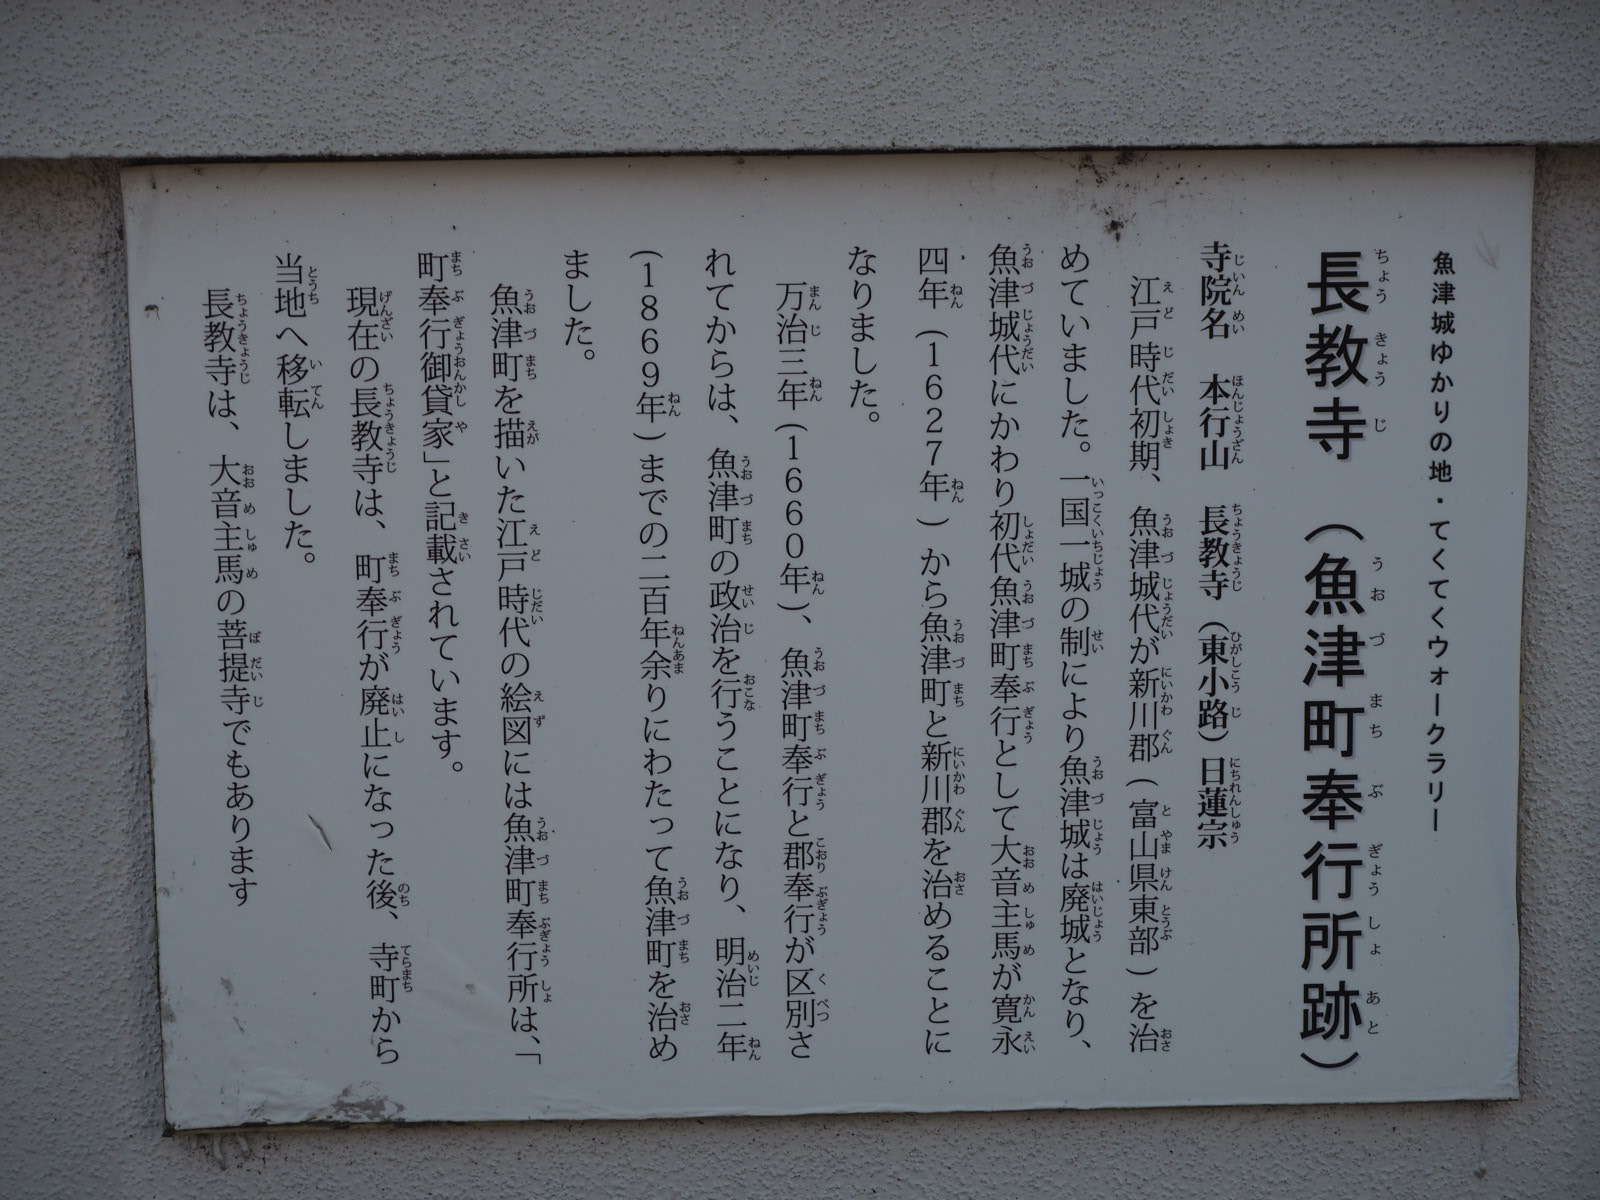 魚津城ゆかりの地・てくてくウォークラリー
長教寺（魚津町奉行所跡）
寺院名　本行山　長教寺（東小路）日蓮宗
江戸時代初期、魚津城代が新川郡（富山県東部）を治
めていました。一国一城の制により魚津城は廃城となり、
魚津城代にかわり初代魚津町奉行として大音主馬が寛永
四年（1627年）から魚津町と新川郡を治めることに
なりました。
万治三年（1660年）、魚津町奉行と郡奉行が区別さ
れてからは、魚津町の政治を行うことになり、明治二年
（1869年）までの二百年余りにわたって魚津町を治め
ました。
魚津町を描いた江戸時代の絵図には魚津町奉行所は、「
町奉行御貸家」と記載されています。
現在の長教寺は、町奉行が廃止になった後、寺町から
当地へ移転しました。
長教寺は、大音主馬の菩提寺でもあります